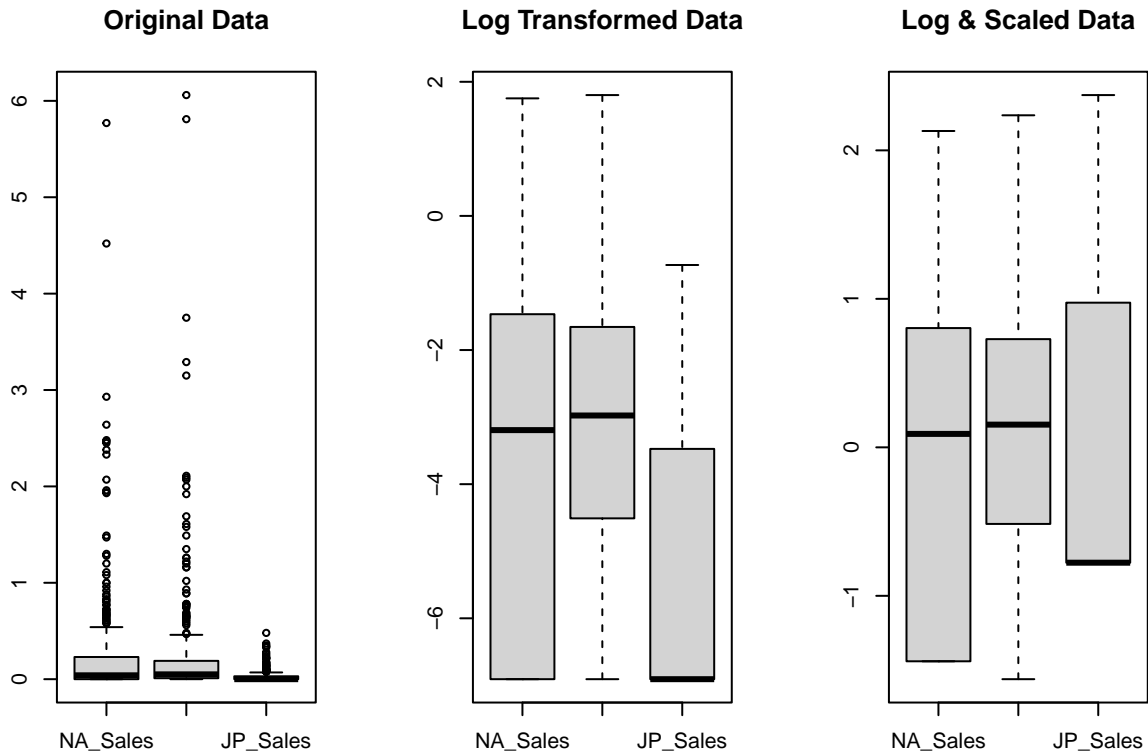 Original Data
6
5
4
3
2
1
0
NA_Sales JP_Sales
Log Transformed Data
2
0
−2
−4
−6
NA_Sales JP_Sales
Log & Scaled Data
2
1
0
−1
NA_Sales JP_Sales